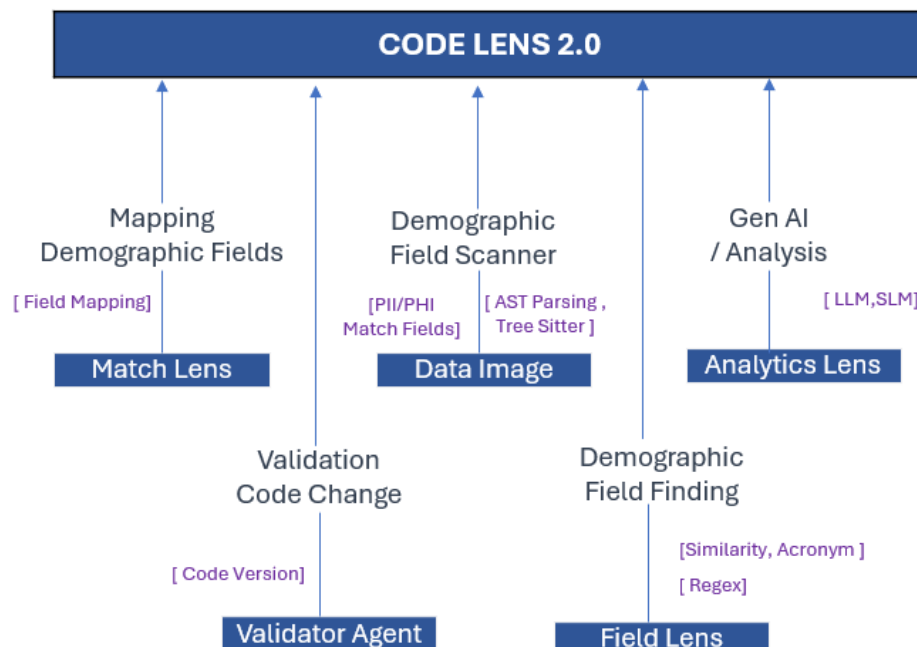 CODE LENS 2.0
Mapping
Demographic Fields
[ Field Mapping]
Match Lens
Demographic
Field Scanner
[PII/PHI
Match Fields]
[ AST Parsing ,
Tree Sitter ]
Data Image
Gen AI
/ Analysis
[ LLM,SLM]
Analytics Lens
Validation
Code Change
[ Code Version]
Validator Agent
Demographic
Field Finding
[Similarity, Acronym ]
[ Regex]
Field Lens